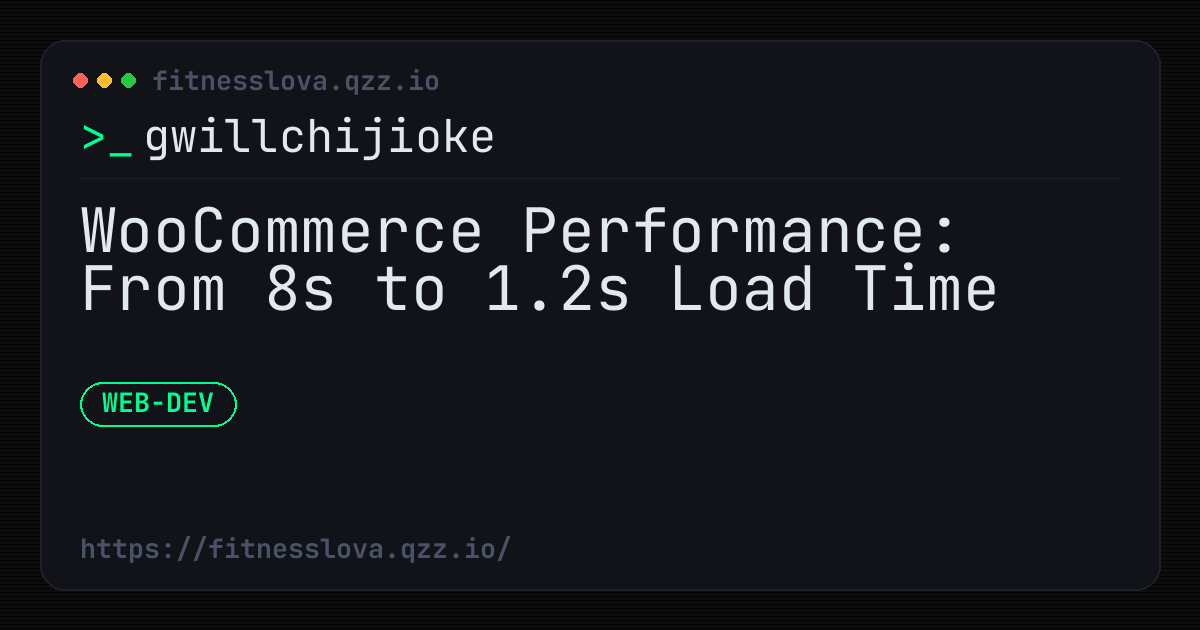 fitnesslova.qzz.io
>_ gwillchijioke
WooCommerce Performance:
From 8s to 1.2s Load Time
WEB-DEV
https://fitnesslova.qzz.io/